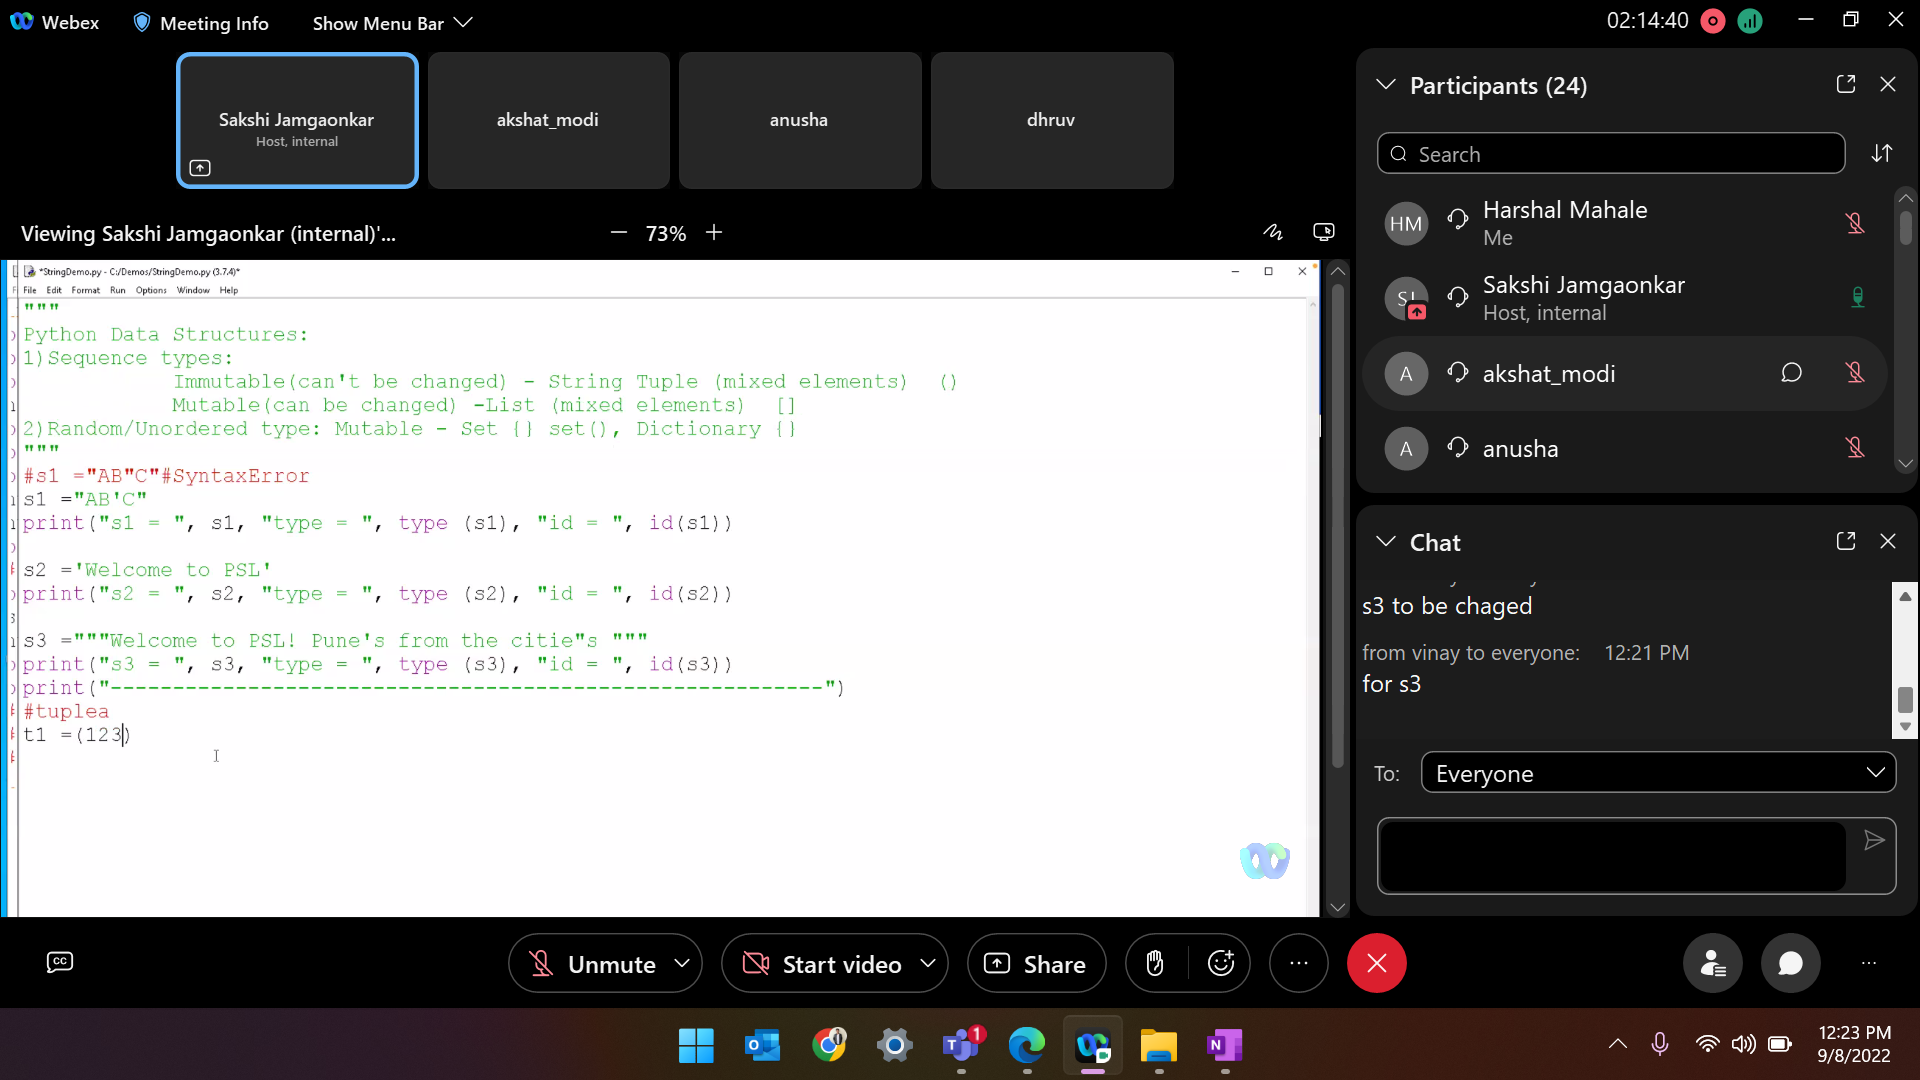 Webex
Meeting Info
Show Menu Bar
02:14:40
Sakshi Jamgaonkar
Host, internal
akshat_modi
anusha
dhruv
Viewing Sakshi Jamgaonkar (internal)'...
73%
*StringDemo.py - C:/Demos/StringDemo.py (3.7.4)*
File Edit Format Run Options Window Help
"""
Python Data Structures:
1)Sequence types:
Immutable(can't be changed) - String Tuple (mixed elements) ()
Mutable(can be changed) -List (mixed elements) []
2)Random/Unordered type: Mutable - Set {} set(), Dictionary {}
"""
#s1 ="AB"C"#SyntaxError
s1 ="AB'C"
print("s1 = ", s1, "type = ", type (s1), "id = ", id(s1))
s2 ='Welcome to PSL'
print("s2 = ", s2, "type = ", type (s2), "id = ", id(s2))
s3 ="""Welcome to PSL! Pune's from the citie"s """
print("s3 = ", s3, "type = ", type (s3), "id = ", id(s3))
print("---------------------------------------------------------")
#tuplea
t1 =(123)
Participants (24)
Search
HM
Harshal Mahale
Me
SJ
Sakshi Jamgaonkar
Host, internal
A
akshat_modi
A
anusha
Chat
s3 to be chaged
from vinay to everyone: 12:21 PM
for s3
To:
Everyone
CC
Unmute
Start video
Share
1
12:23 PM
9/8/2022